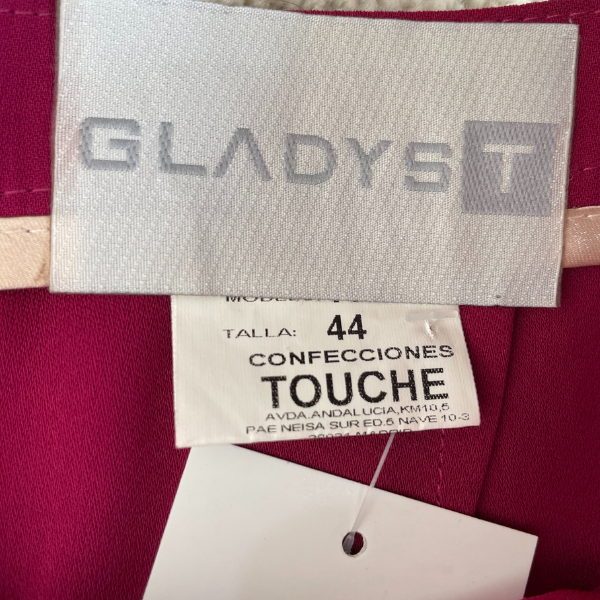 GLADYS T
TALLA: 44
CONFECCIONES
TOUCHE
AVDA.ANDALUCIA,KM10,5
PAE NEISA SUR ED.5 NAVE 10-3